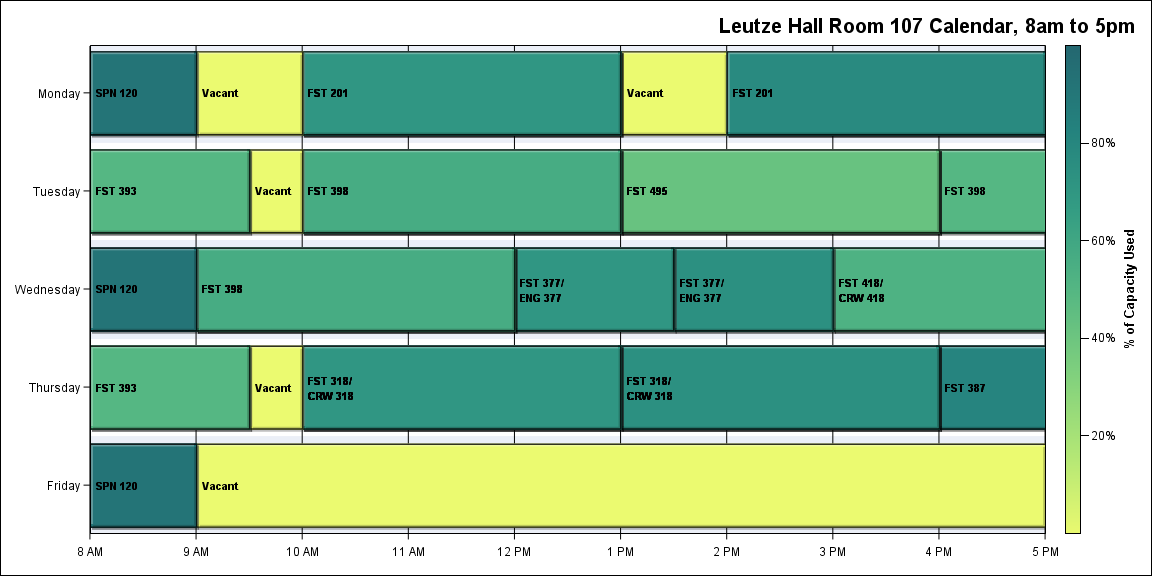 Leutze Hall Room 107 Calendar, 8am to 5pm
Monday
SPN 120
Vacant
FST 201
Vacant
FST 201
Tuesday
FST 393
Vacant
FST 398
FST 495
FST 398
Wednesday
SPN 120
FST 398
FST 377/
ENG 377
FST 377/
ENG 377
FST 418/
CRW 418
Thursday
FST 393
Vacant
FST 318/
CRW 318
FST 318/
CRW 318
FST 387
Friday
SPN 120
Vacant
8 AM
9 AM
10 AM
11 AM
12 PM
1 PM
2 PM
3 PM
4 PM
5 PM
80%
60%
40%
20%
% of Capacity Used